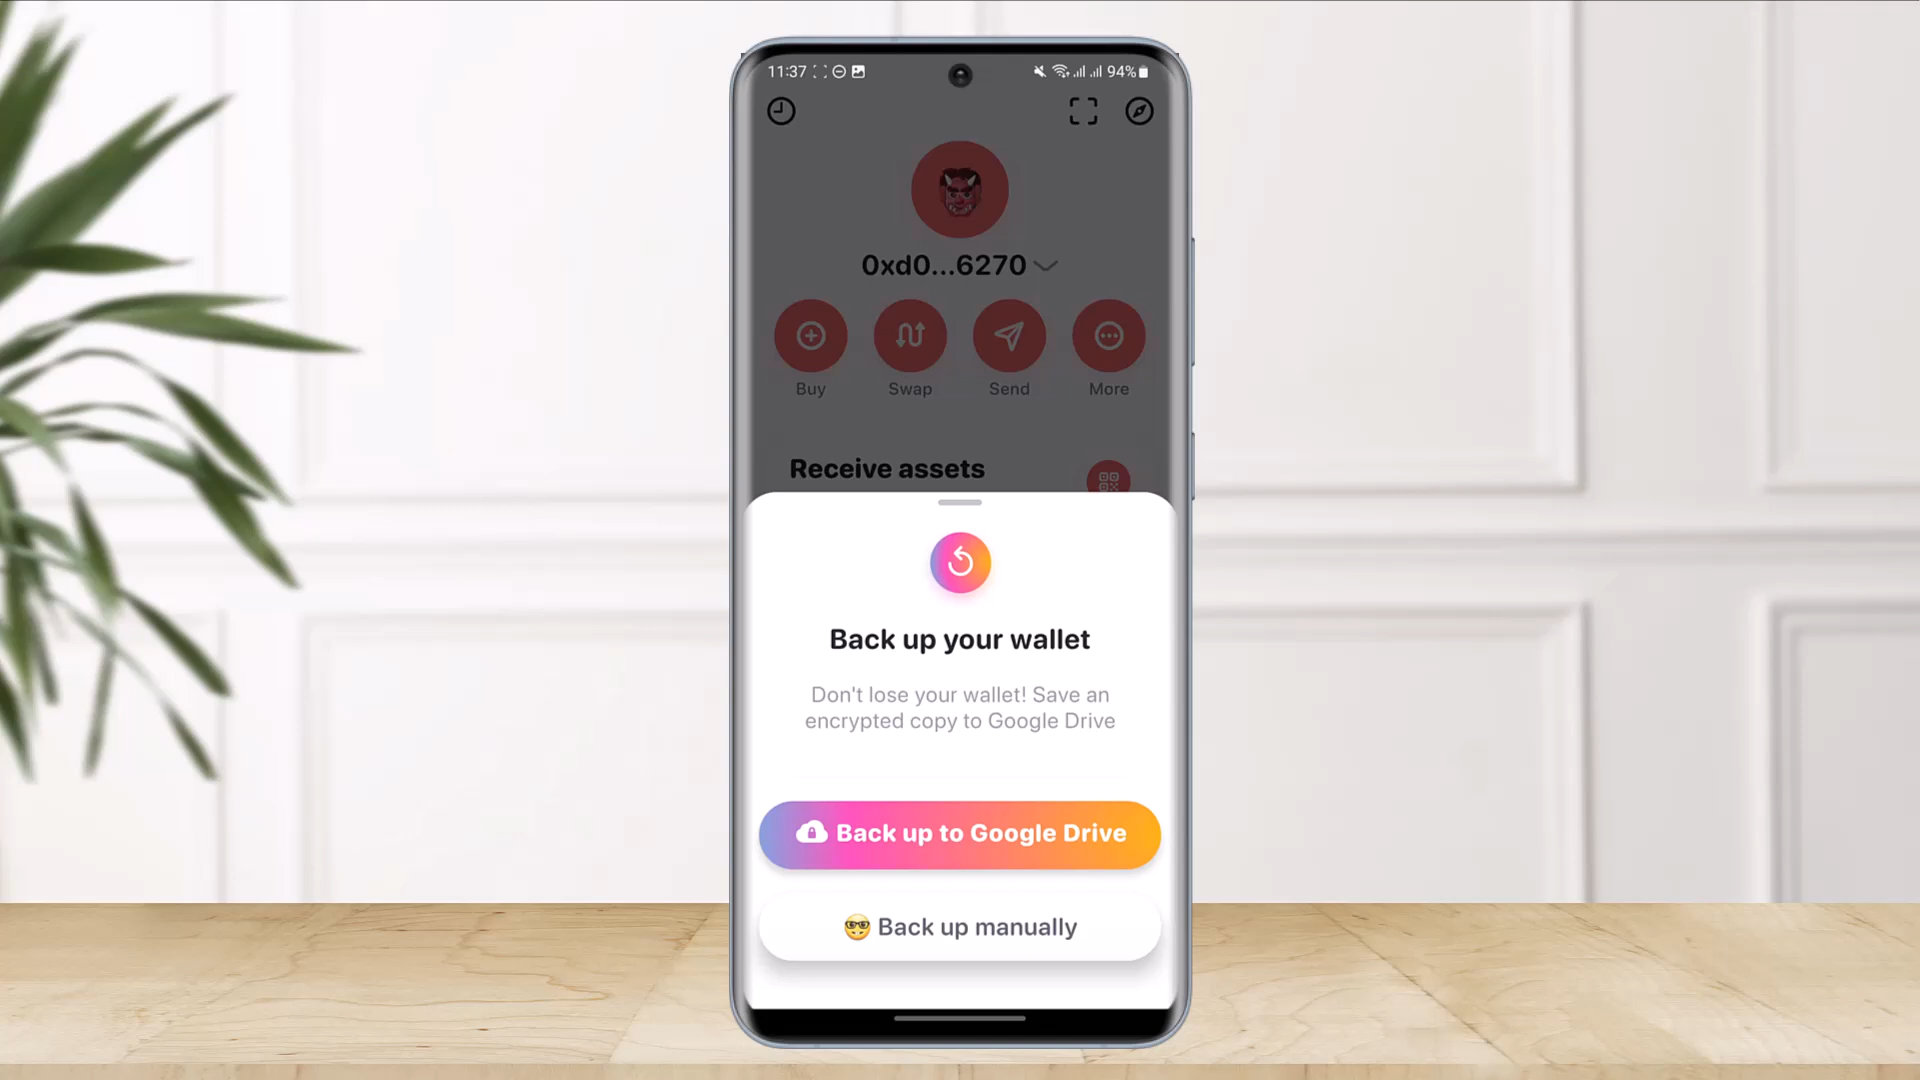 11:37
94%
0xd0...6270
Buy
Swap
Send
More
Receive assets
Back up your wallet
Don't lose your wallet! Save an
encrypted copy to Google Drive
Back up to Google Drive
Back up manually